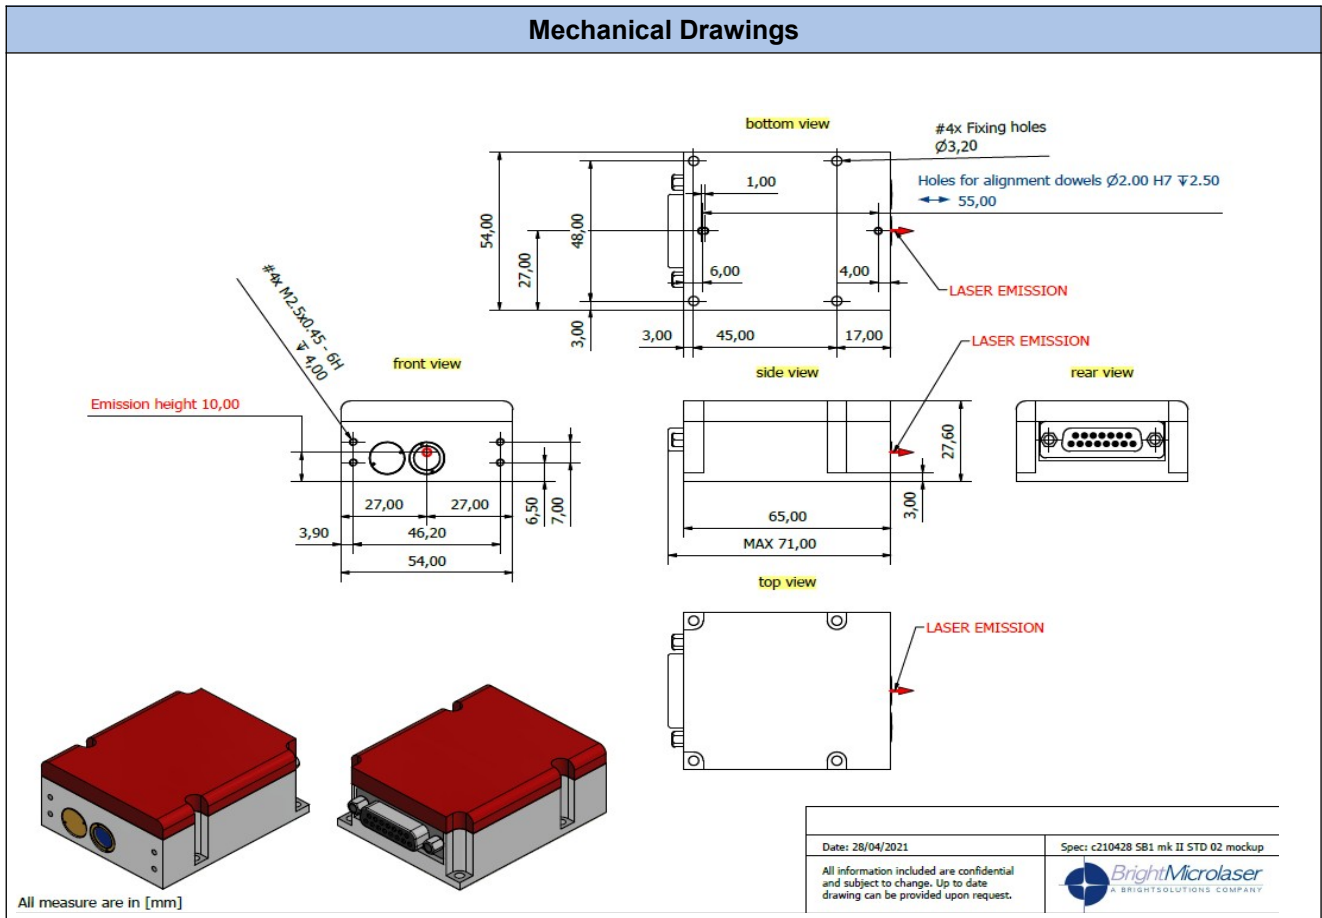 Mechanical Drawings
bottom view
#4x Fixing holes
Ø3,20
1,00
Holes for alignment dowels Ø2.00 H7 ↧2.50
55,00
54,00
48,00
27,00
6,00
4,00
LASER EMISSION
3,00
3,00
45,00
17,00
#4x M2.5x0.45 - 6H
↧ 4,00
front view
Emission height 10,00
27,00
27,00
6,50
7,00
3,90
46,20
54,00
side view
LASER EMISSION
27,60
3,00
65,00
MAX 71,00
rear view
top view
LASER EMISSION
All measure are in [mm]
Date: 28/04/2021
Spec: c210428 SB1 mk II STD 02 mockup
All information included are confidential
and subject to change. Up to date
drawing can be provided upon request.
BrightMicrolaser
A BRIGHTSOLUTIONS COMPANY